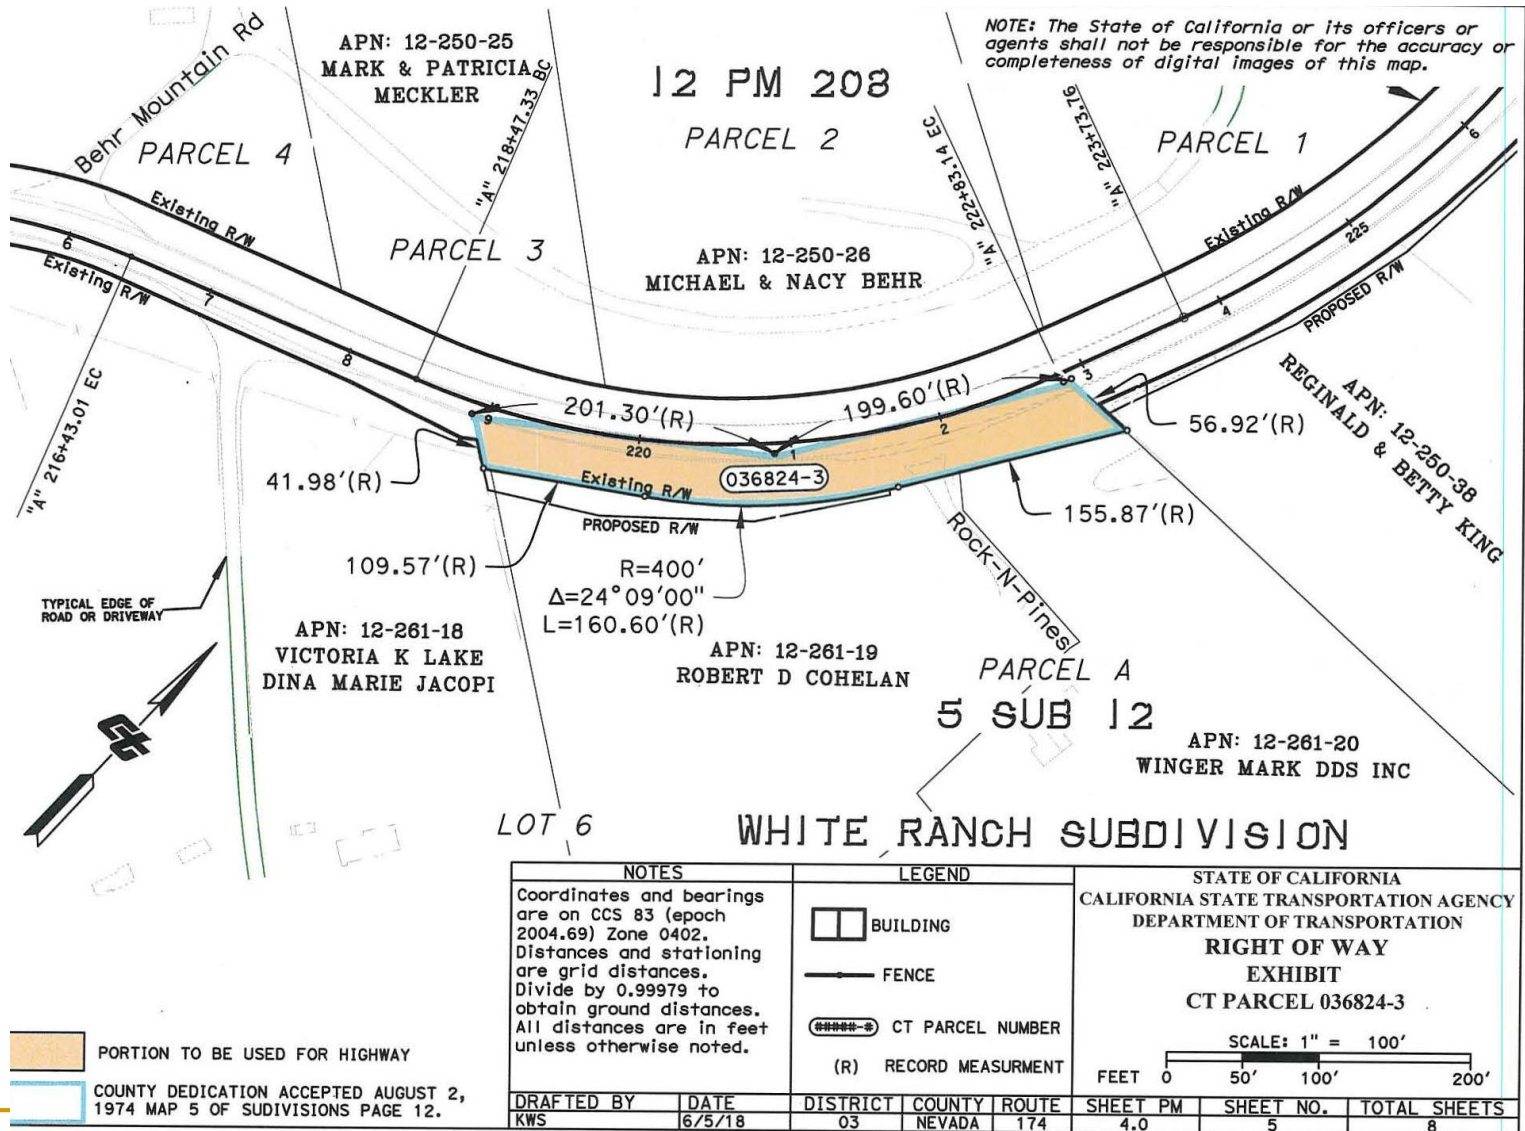 NOTE: The State of California or its officers or
agents shall not be responsible for the accuracy or
completeness of digital images of this map.
Behr Mountain Rd
APN: 12-250-25
MARK & PATRICIA
MECKLER
12 PM 208
PARCEL 4
PARCEL 2
PARCEL 1
"A" 218+47.33 BC
"A" 222+83.14 EC
"A" 223+73.76
6
Existing R/W
PARCEL 3
APN: 12-250-26
MICHAEL & NACY BEHR
Existing R/W
225
6
Existing R/W
7
8
4
3
PROPOSED R/W
"A" 216+43.01 EC
9
201.30'(R)
199.60'(R)
2
56.92'(R)
APN: 12-250-38
REGINALD & BETTY KING
220
1
41.98'(R)
Existing R/W
036824-3
PROPOSED R/W
155.87'(R)
Rock-N-Pines
109.57'(R)
R=400'
Δ=24°09'00"
L=160.60'(R)
TYPICAL EDGE OF
ROAD OR DRIVEWAY
APN: 12-261-18
VICTORIA K LAKE
DINA MARIE JACOPI
APN: 12-261-19
ROBERT D COHELAN
PARCEL A
5 SUB 12
ct
APN: 12-261-20
WINGER MARK DDS INC
LOT 6
WHITE RANCH SUBDIVISION
NOTES
Coordinates and bearings
are on CCS 83 (epoch
2004.69) Zone 0402.
Distances and stationing
are grid distances.
Divide by 0.99979 to
obtain ground distances.
All distances are in feet
unless otherwise noted.
LEGEND
BUILDING
FENCE
#####-# CT PARCEL NUMBER
(R) RECORD MEASURMENT
STATE OF CALIFORNIA
CALIFORNIA STATE TRANSPORTATION AGENCY
DEPARTMENT OF TRANSPORTATION
RIGHT OF WAY
EXHIBIT
CT PARCEL 036824-3
SCALE: 1" = 100'
FEET 0 50' 100' 200'
PORTION TO BE USED FOR HIGHWAY
COUNTY DEDICATION ACCEPTED AUGUST 2,
1974 MAP 5 OF SUDIVISIONS PAGE 12.
DRAFTED BY DATE DISTRICT COUNTY ROUTE SHEET PM SHEET NO. TOTAL SHEETS
KWS 6/5/18 03 NEVADA 174 4.0 5 8